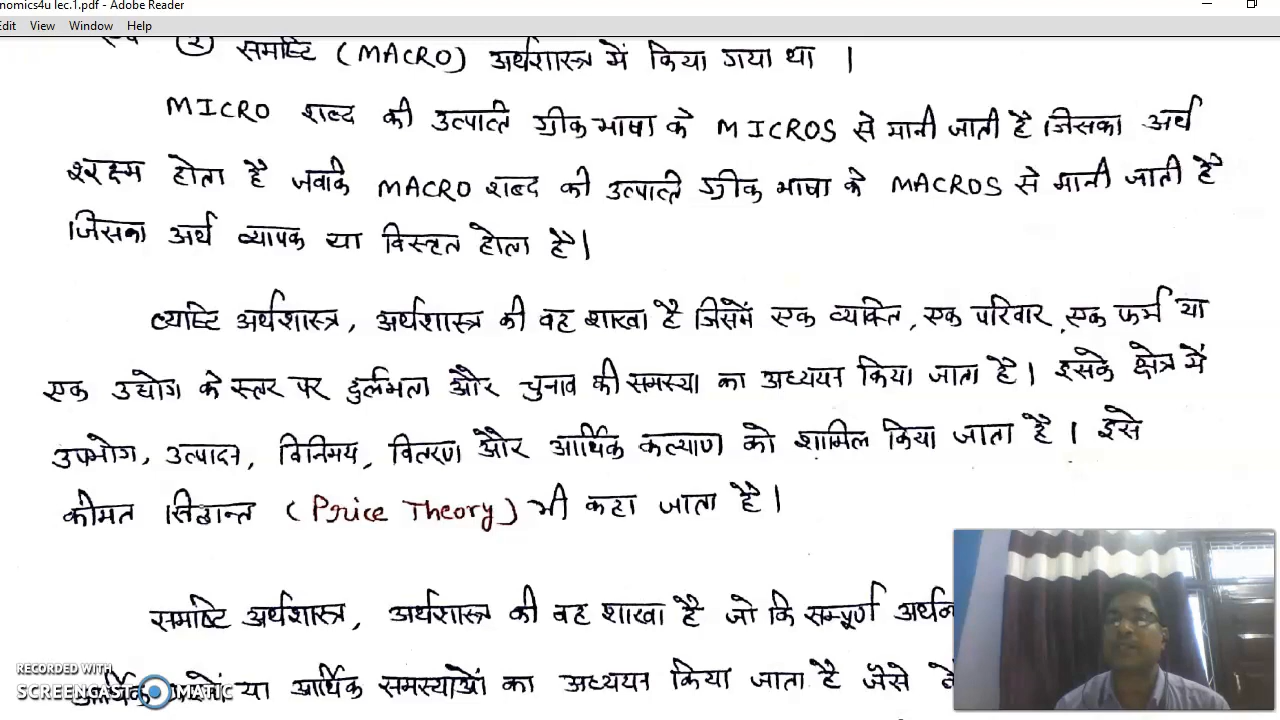 nomics4u lec.1.pdf - Adobe Reader
Edit View Window Help
एवं (2) समष्टि (MACRO) अर्थशास्त्र में किया गया था |
MICRO शब्द की उत्पात्ति ग्रीक भाषा के MICROS से मानी जाती है जिसका अर्थ
सूक्ष्म होता है जबकि MACRO शब्द की उत्पात्ति ग्रीक भाषा के MACROS से मानी जाती है
जिसका अर्थ व्यापक या विस्तृत होता है |
व्यष्टि अर्थशास्त्र, अर्थशास्त्र की वह शाखा है जिसमें एक व्यक्ति, एक परिवार, एक फर्म या
एक उद्योग के स्तर पर दुर्लभता और चुनाव की समस्या का अध्ययन किया जाता है | इसके क्षेत्र में
उपभोग, उत्पादन, विनिमय, वितरण और आर्थिक कल्याण को शामिल किया जाता है | इसे
कीमत सिद्धान्त (Price Theory) भी कहा जाता है |
समष्टि अर्थशास्त्र, अर्थशास्त्र की वह शाखा है जो कि सम्पूर्ण
या आर्थिक समस्याओं का अध्ययन किया जाता है जैसे
RECORDED WITH
SCREENCAST MATIC